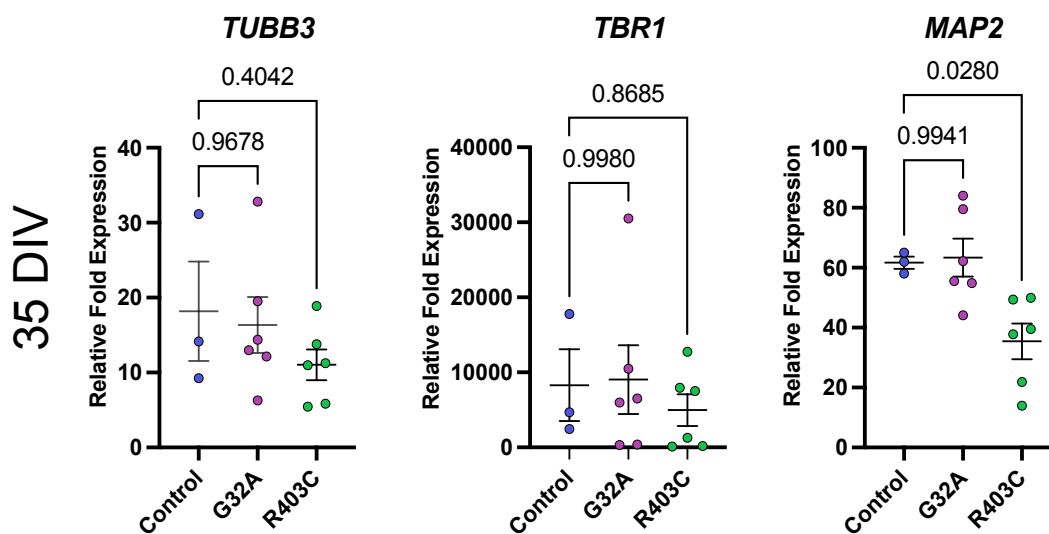 35 DIV
TUBB3
0.4042
0.9678
Relative Fold Expression
40
30
20
10
0
Control
G32A
R403C
TBR1
0.8685
0.9980
Relative Fold Expression
40000
30000
20000
10000
0
Control
G32A
R403C
MAP2
0.0280
0.9941
Relative Fold Expression
100
80
60
40
20
0
Control
G32A
R403C